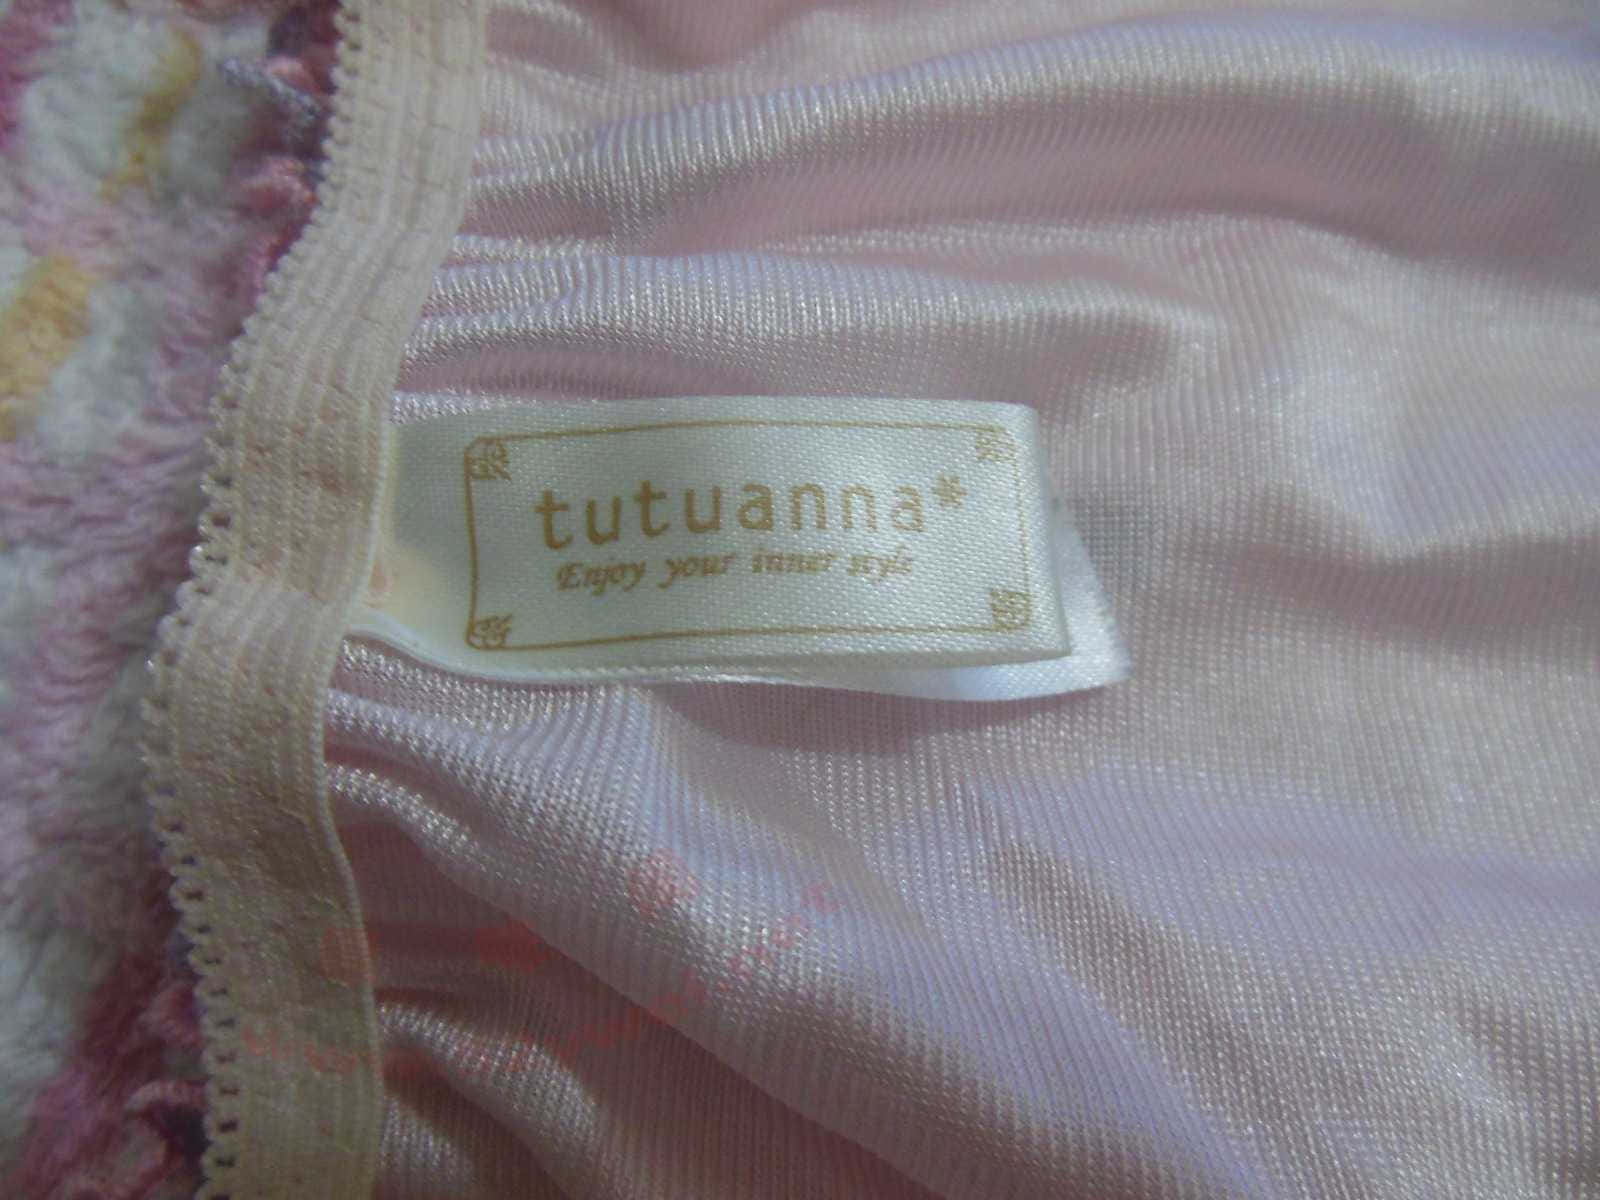 tutuanna*
Enjoy your inner style